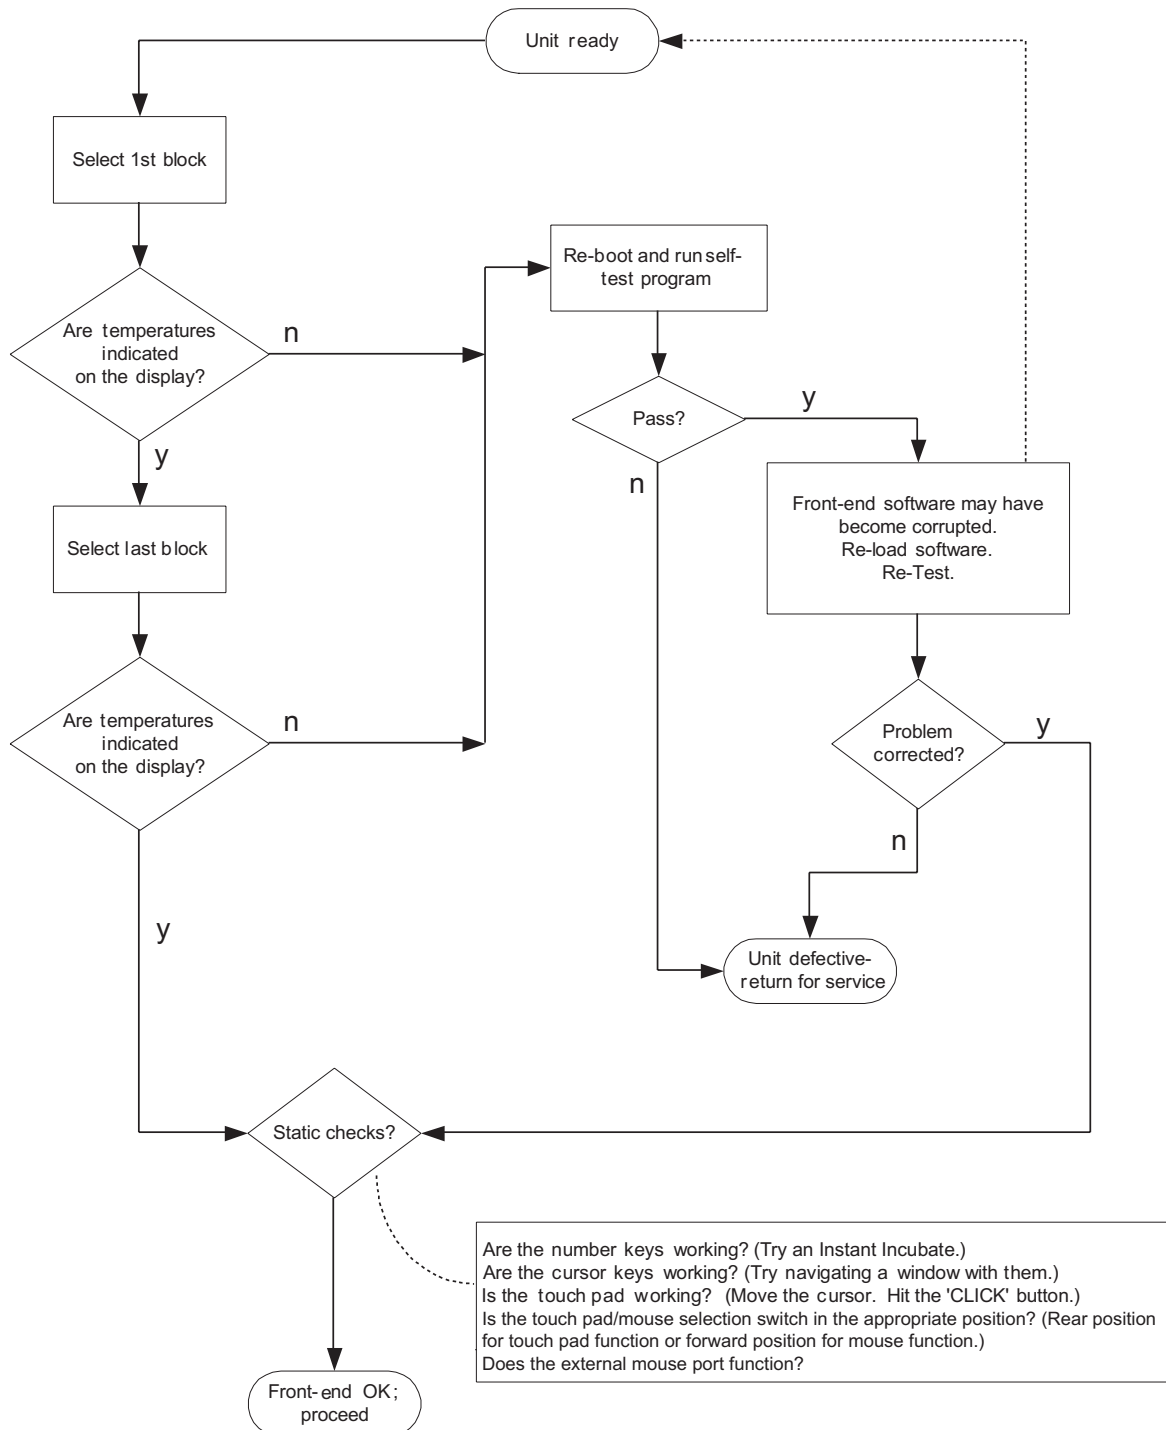 Unit ready
Select 1st block
Are temperatures
indicated
on the display?
n
y
Re-boot and run self-
test program
Pass?
y
n
Front-end software may have
become corrupted.
Re-load software.
Re-Test.
Select last block
Are temperatures
indicated
on the display?
n
y
Problem
corrected?
y
n
Unit defective-
return for service
Static checks?
Are the number keys working? (Try an Instant Incubate.)
Are the cursor keys working? (Try navigating a window with them.)
Is the touch pad working? (Move the cursor. Hit the 'CLICK' button.)
Is the touch pad/mouse selection switch in the appropriate position? (Rear position
for touch pad function or forward position for mouse function.)
Does the external mouse port function?
Front-end OK;
proceed